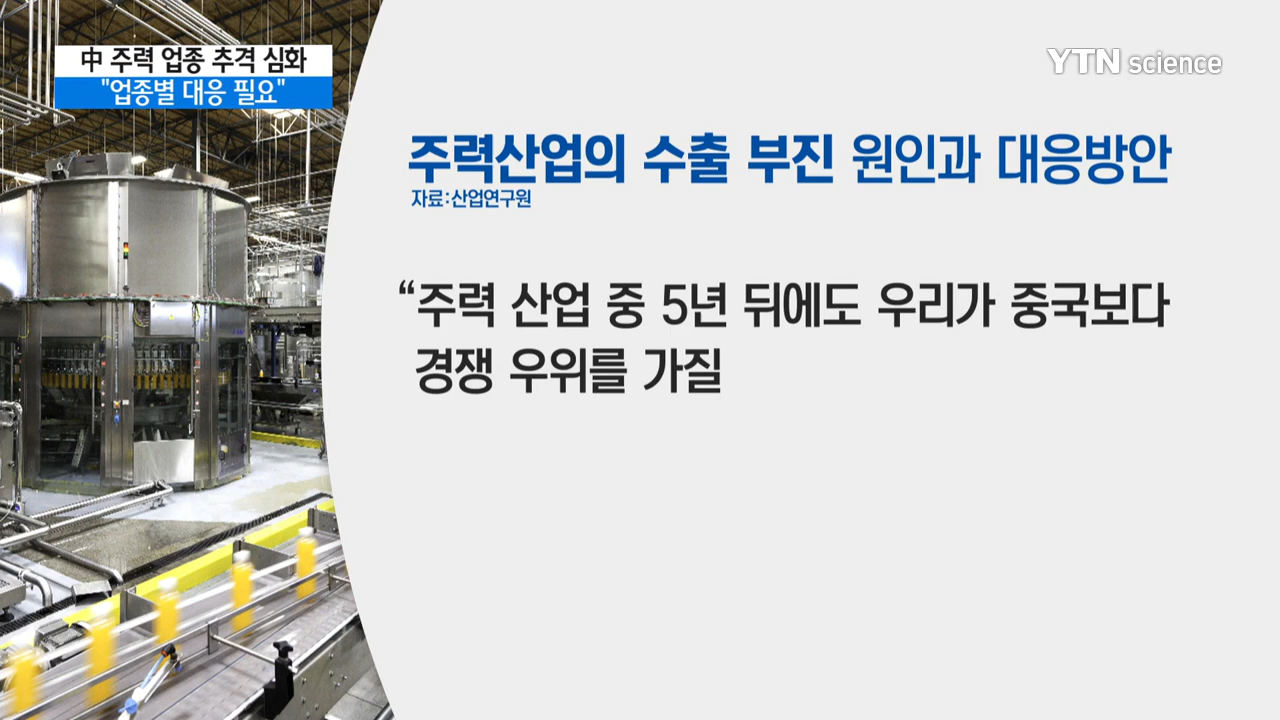 中 주력 업종 추격 심화
"업종별 대응 필요"
YTN science
주력산업의 수출 부진 원인과 대응방안
자료:산업연구원
“주력 산업 중 5년 뒤에도 우리가 중국보다
경쟁 우위를 가질